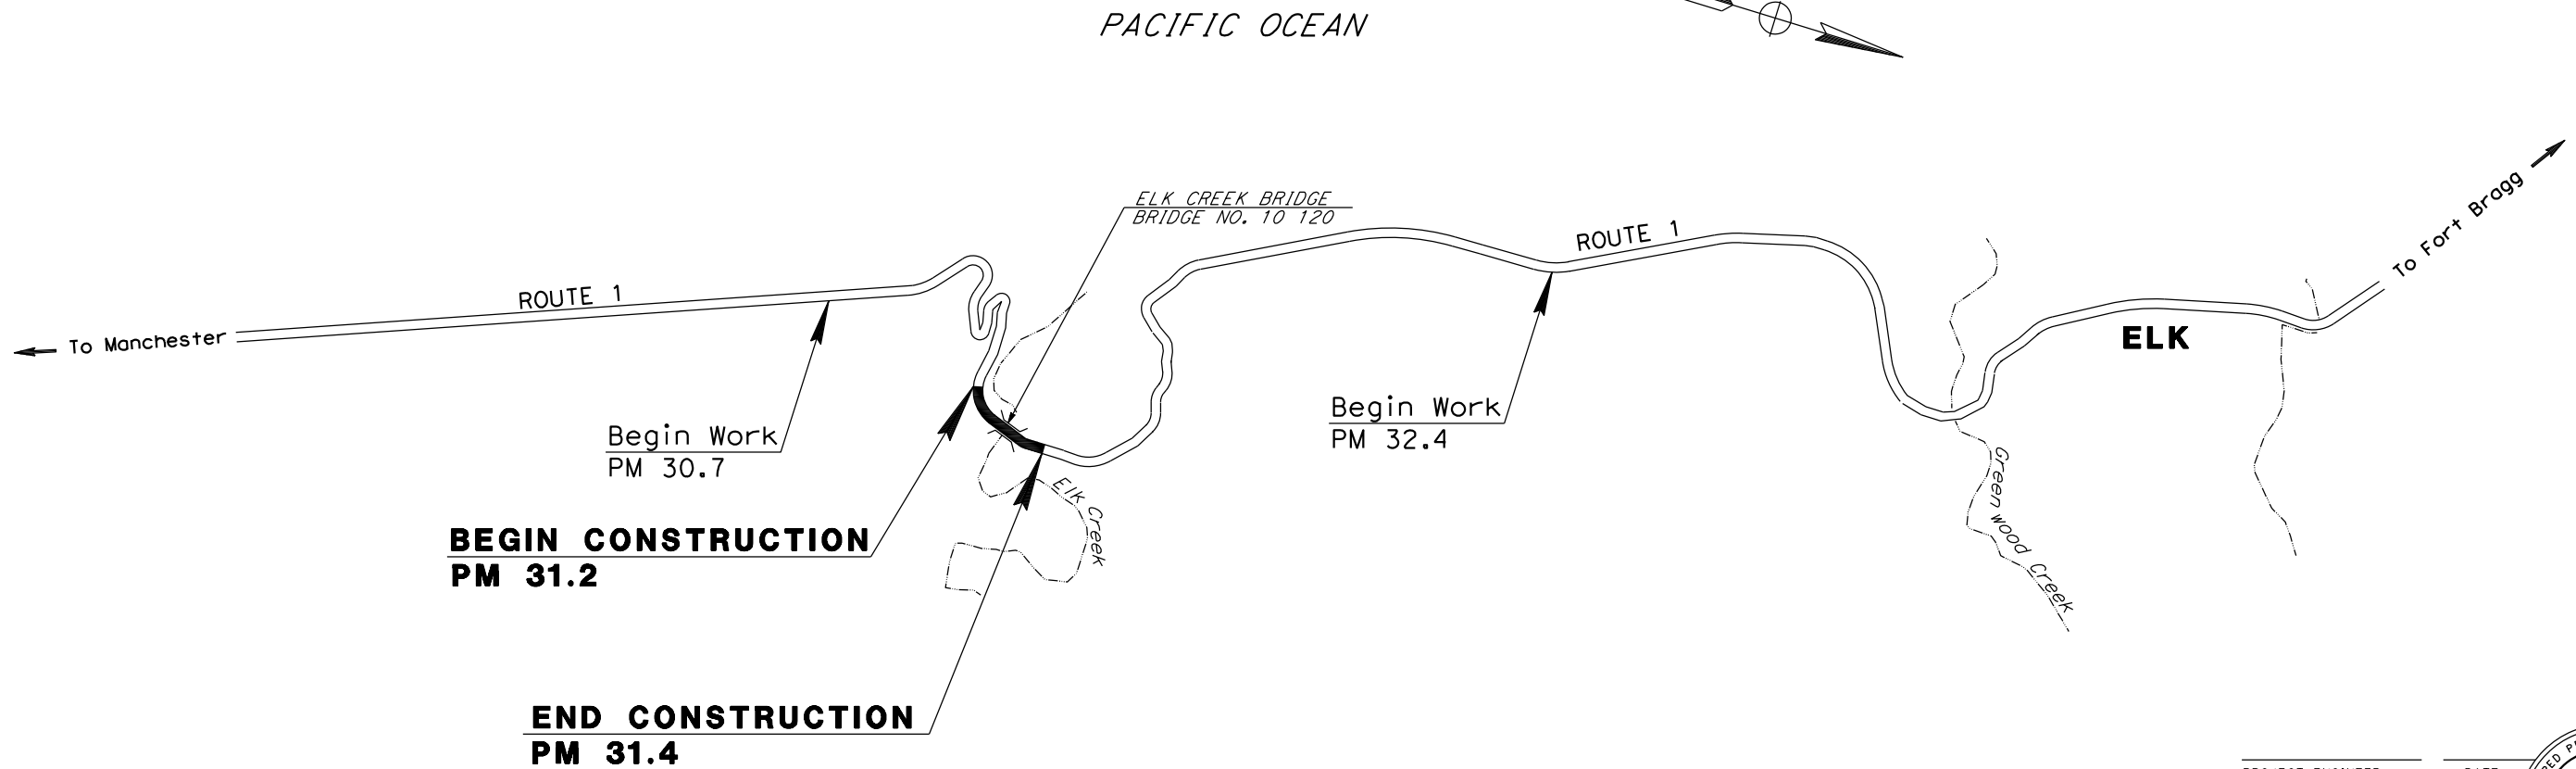 PACIFIC OCEAN
ELK CREEK BRIDGE
BRIDGE NO. 10 120
ROUTE 1
ROUTE 1
To Fort Bragg
To Manchester
ELK
Begin Work
PM 30.7
Begin Work
PM 32.4
Elk Creek
Green wood Creek
BEGIN CONSTRUCTION
PM 31.2
END CONSTRUCTION
PM 31.4